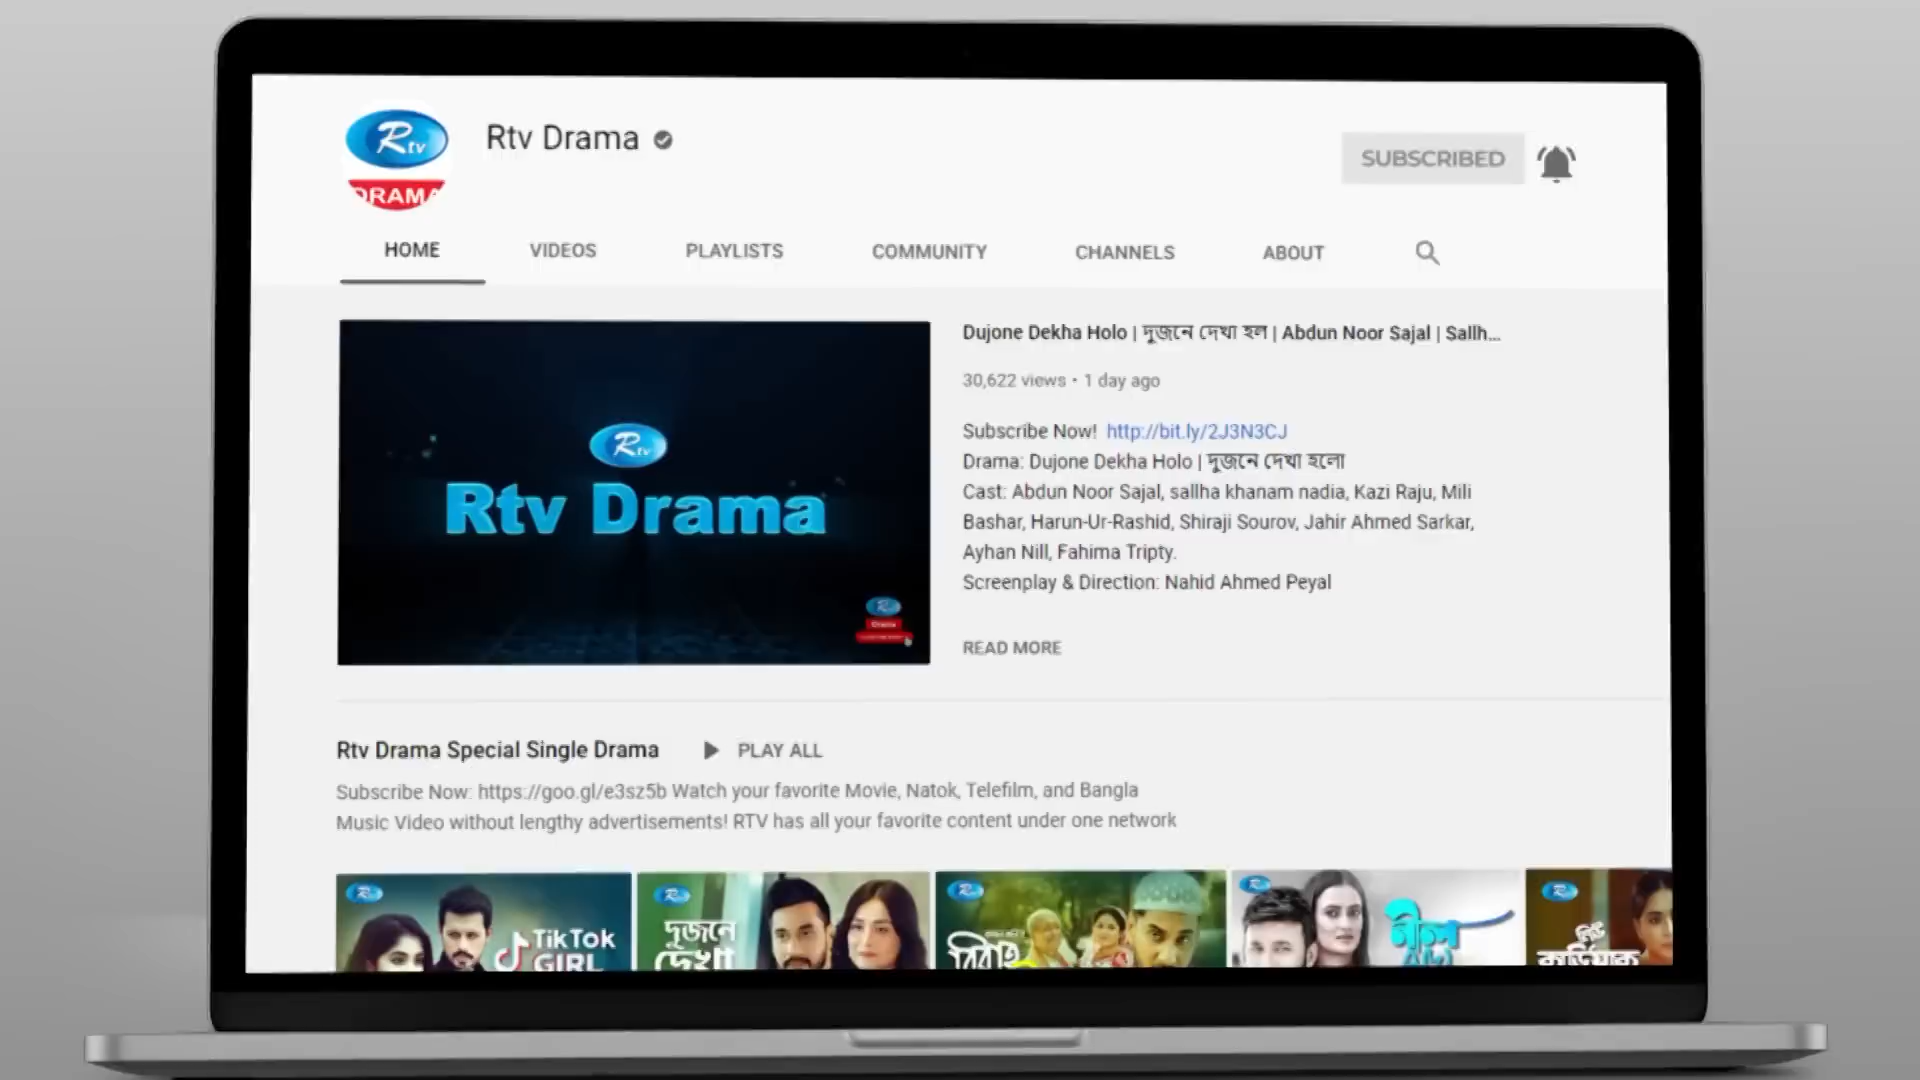 Rtv
DRAMA
Rtv Drama
SUBSCRIBED
HOME
VIDEOS
PLAYLISTS
COMMUNITY
CHANNELS
ABOUT
Rtv
Rtv Drama
Dujone Dekha Holo | দুজনে দেখা হল | Abdun Noor Sajal | Sallh...
30,622 views • 1 day ago
Subscribe Now! http://bit.ly/2J3N3CJ
Drama: Dujone Dekha Holo | দুজনে দেখা হলো
Cast: Abdun Noor Sajal, sallha khanam nadia, Kazi Raju, Mili
Bashar, Harun-Ur-Rashid, Shiraji Sourov, Jahir Ahmed Sarkar,
Ayhan Nill, Fahima Tripty.
Screenplay & Direction: Nahid Ahmed Peyal
READ MORE
Rtv Drama Special Single Drama
PLAY ALL
Subscribe Now: https://goo.gl/e3sz5b Watch your favorite Movie, Natok, Telefilm, and Bangla
Music Video without lengthy advertisements! RTV has all your favorite content under one network
TikTok
GIRL
দুজনে
দেখা
নীল